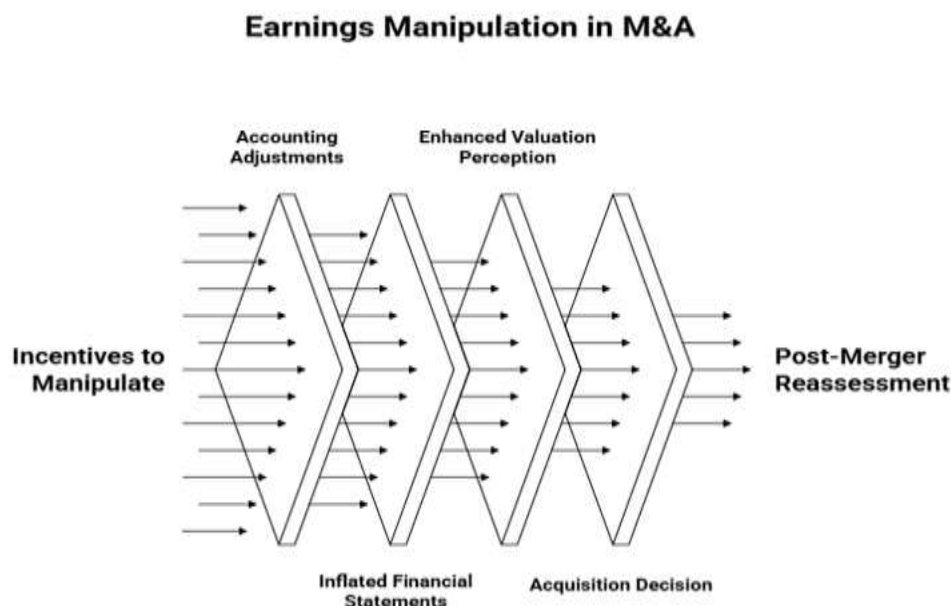 Earnings Manipulation in M&A
Accounting
Adjustments
Enhanced Valuation
Perception
Incentives to
Manipulate
Post-Merger
Reassessment
Inflated Financial
Statements
Acquisition Decision